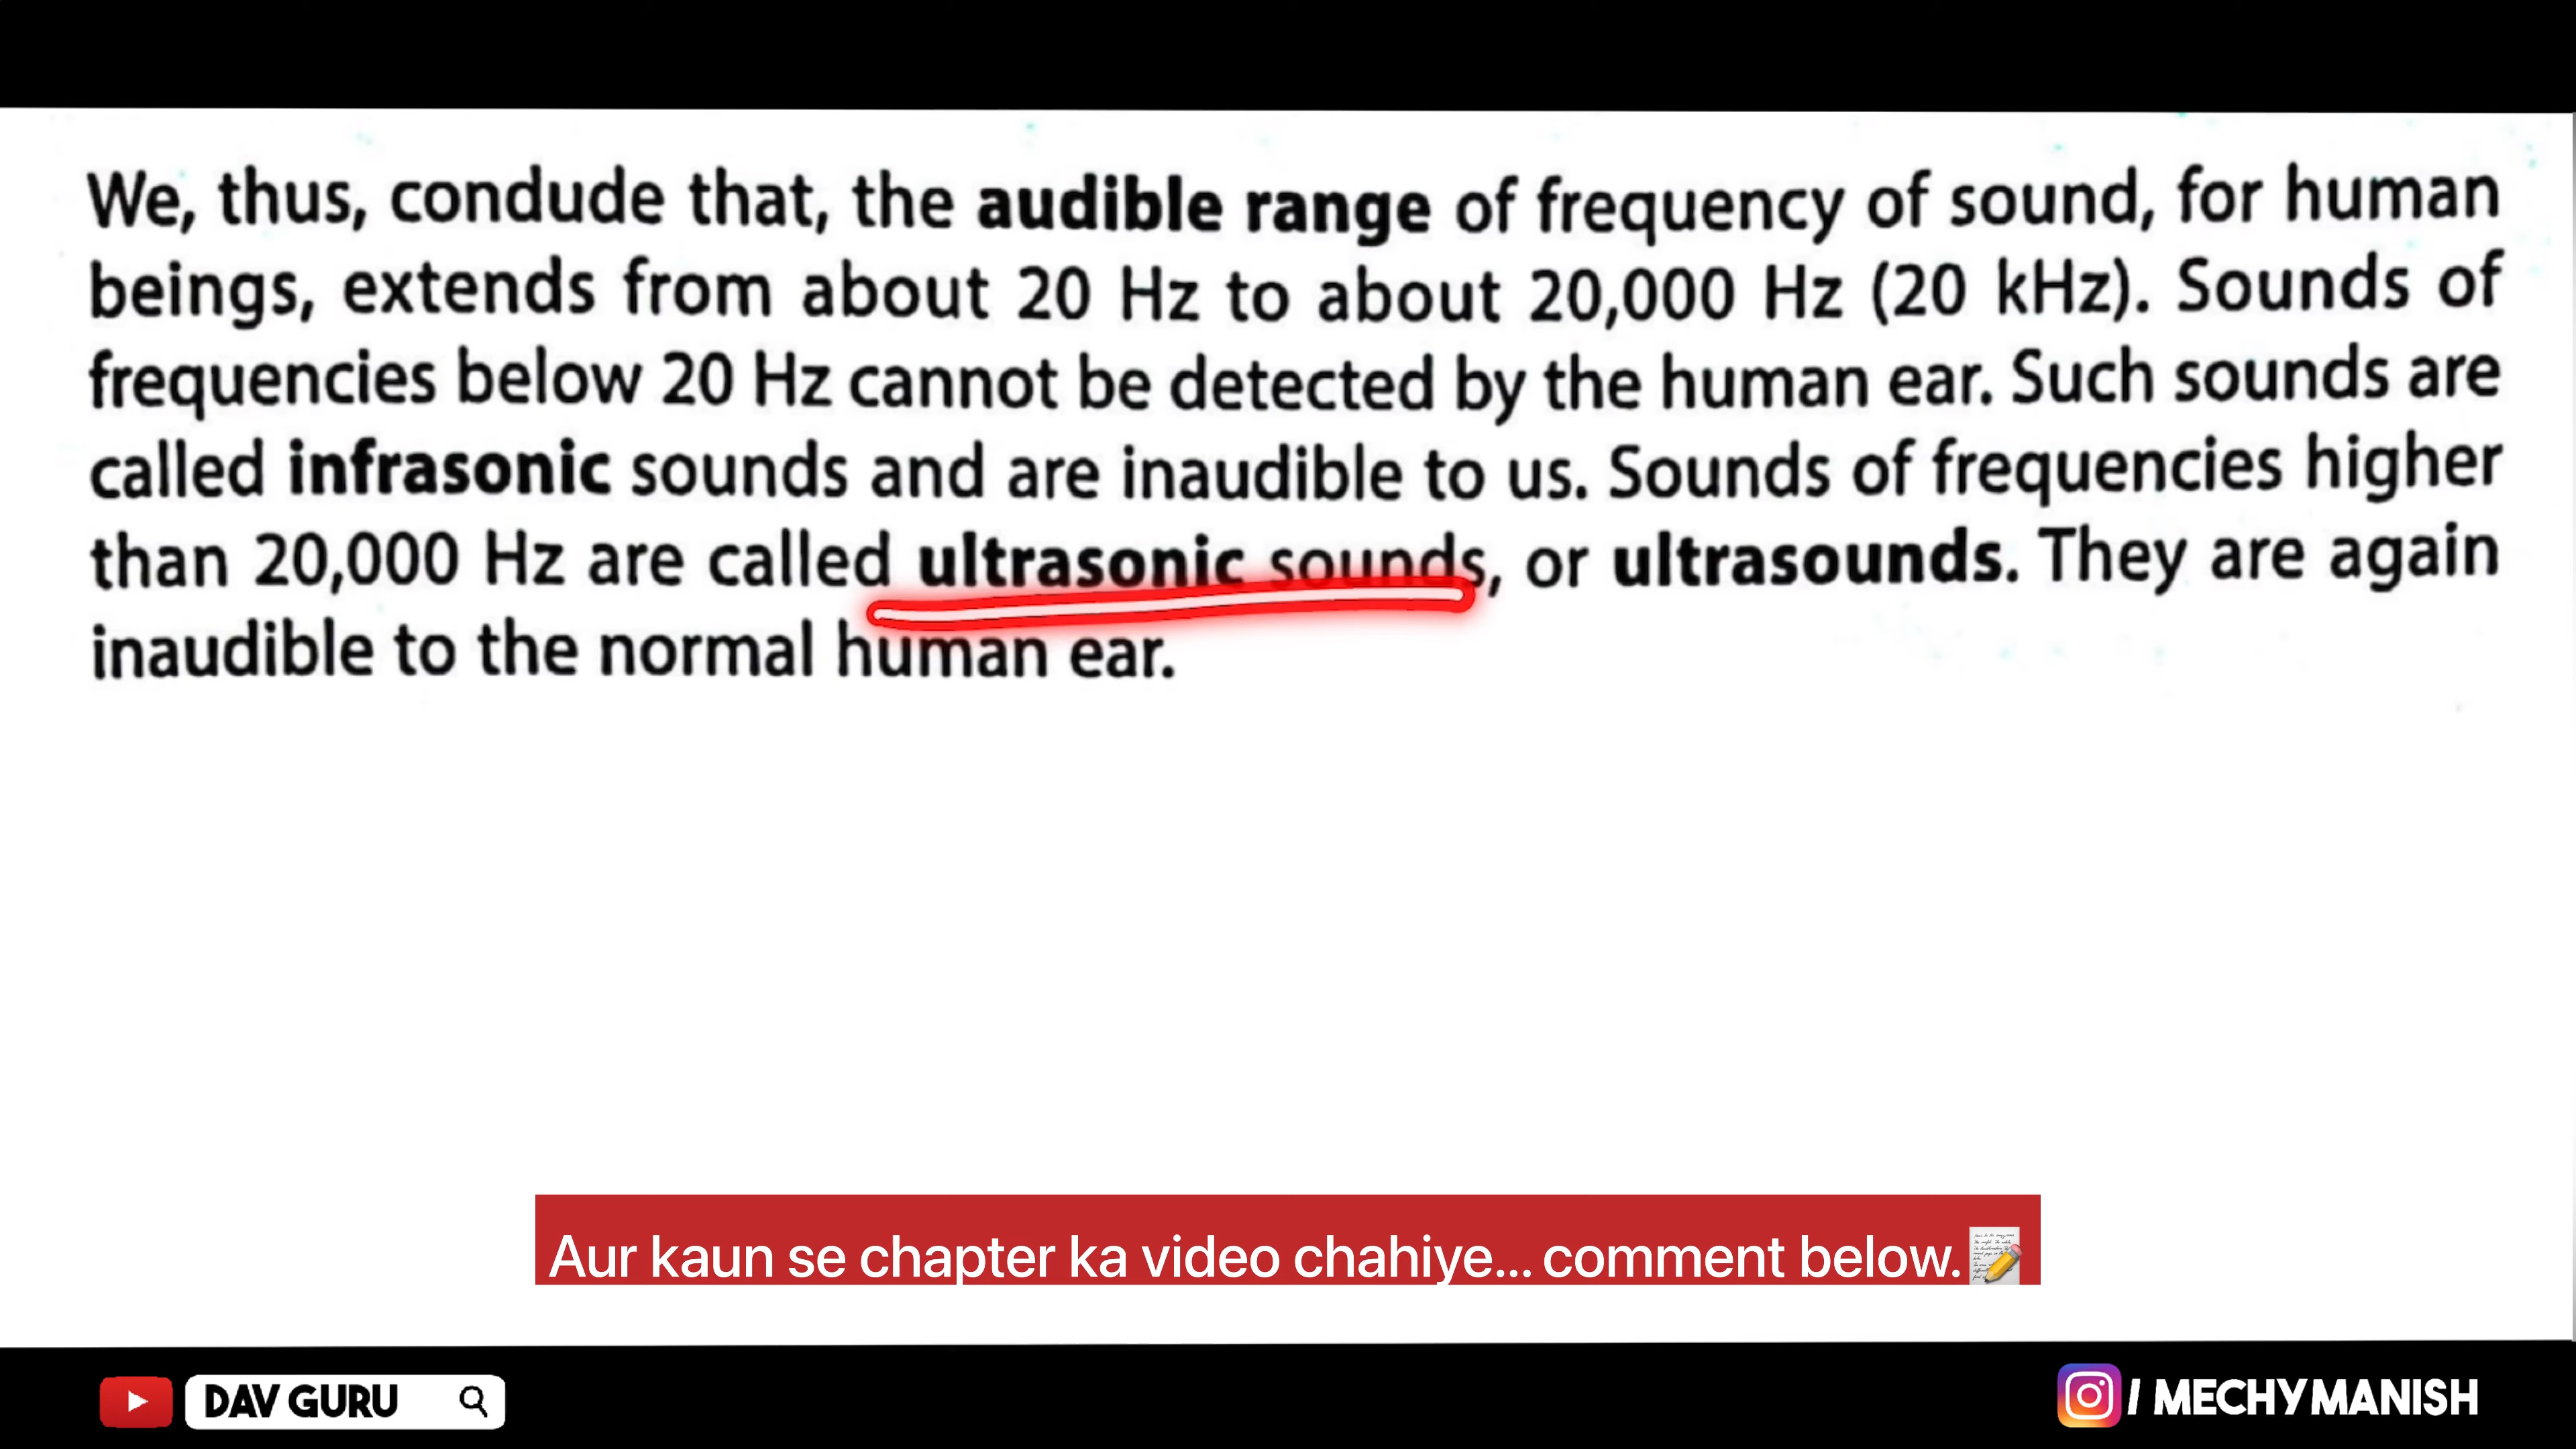 We, thus, condude that, the audible range of frequency of sound, for human
beings, extends from about 20 Hz to about 20,000 Hz (20 kHz). Sounds of
frequencies below 20 Hz cannot be detected by the human ear. Such sounds are
called infrasonic sounds and are inaudible to us. Sounds of frequencies higher
than 20,000 Hz are called ultrasonic sounds, or ultrasounds. They are again
inaudible to the normal human ear.
Aur kaun se chapter ka video chahiye... comment below.
DAV GURU
/ MECHYMANISH